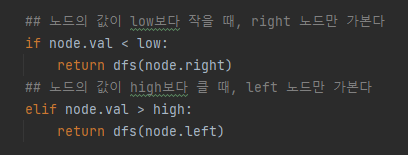 ## 노드의 값이 low보다 작을 때, right 노드만 가본다
if node.val < low:
    return dfs(node.right)
## 노드의 값이 high보다 클 때, left 노드만 가본다
elif node.val > high:
    return dfs(node.left)